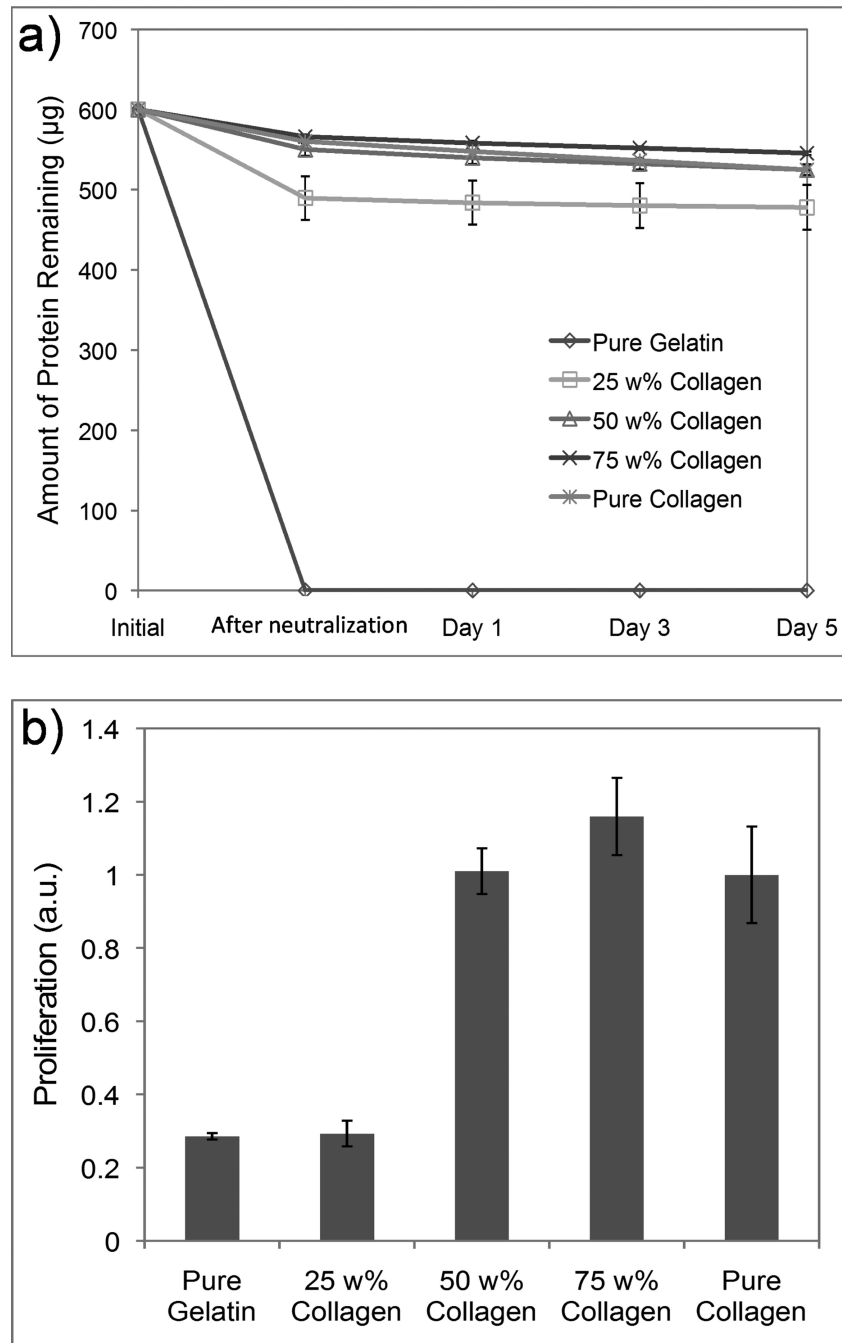 a)
700
600
500
400
300
200
100
0
Amount of Protein Remaining (µg)
Pure Gelatin
25 w% Collagen
50 w% Collagen
75 w% Collagen
Pure Collagen
Initial After neutralization Day 1 Day 3 Day 5
b)
1.4
1.2
1
0.8
0.6
0.4
0.2
0
Proliferation (a.u.)
Pure 25 w% 50 w% 75 w% Pure
Gelatin Collagen Collagen Collagen Collagen